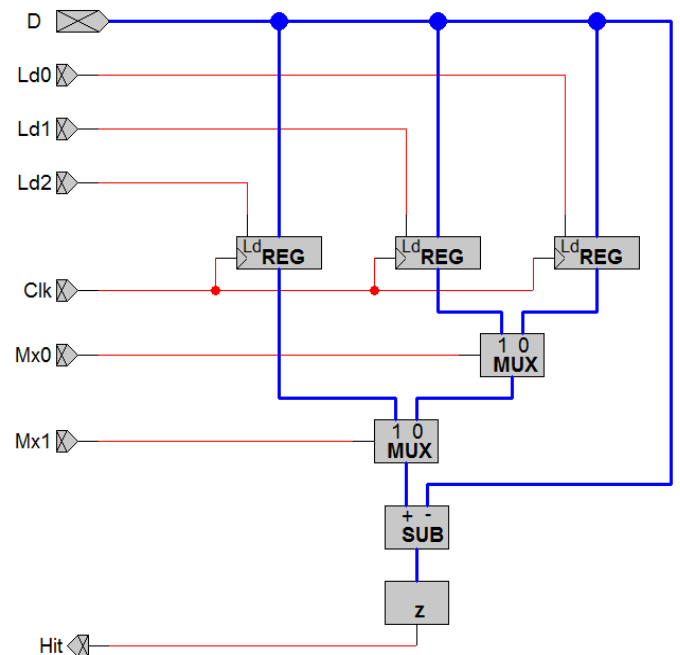 D
Ld0
Ld1
Ld2
Ld REG
Ld REG
Ld REG
Clk
1 0
MUX
Mx0
1 0
MUX
Mx1
+ -
SUB
z
Hit